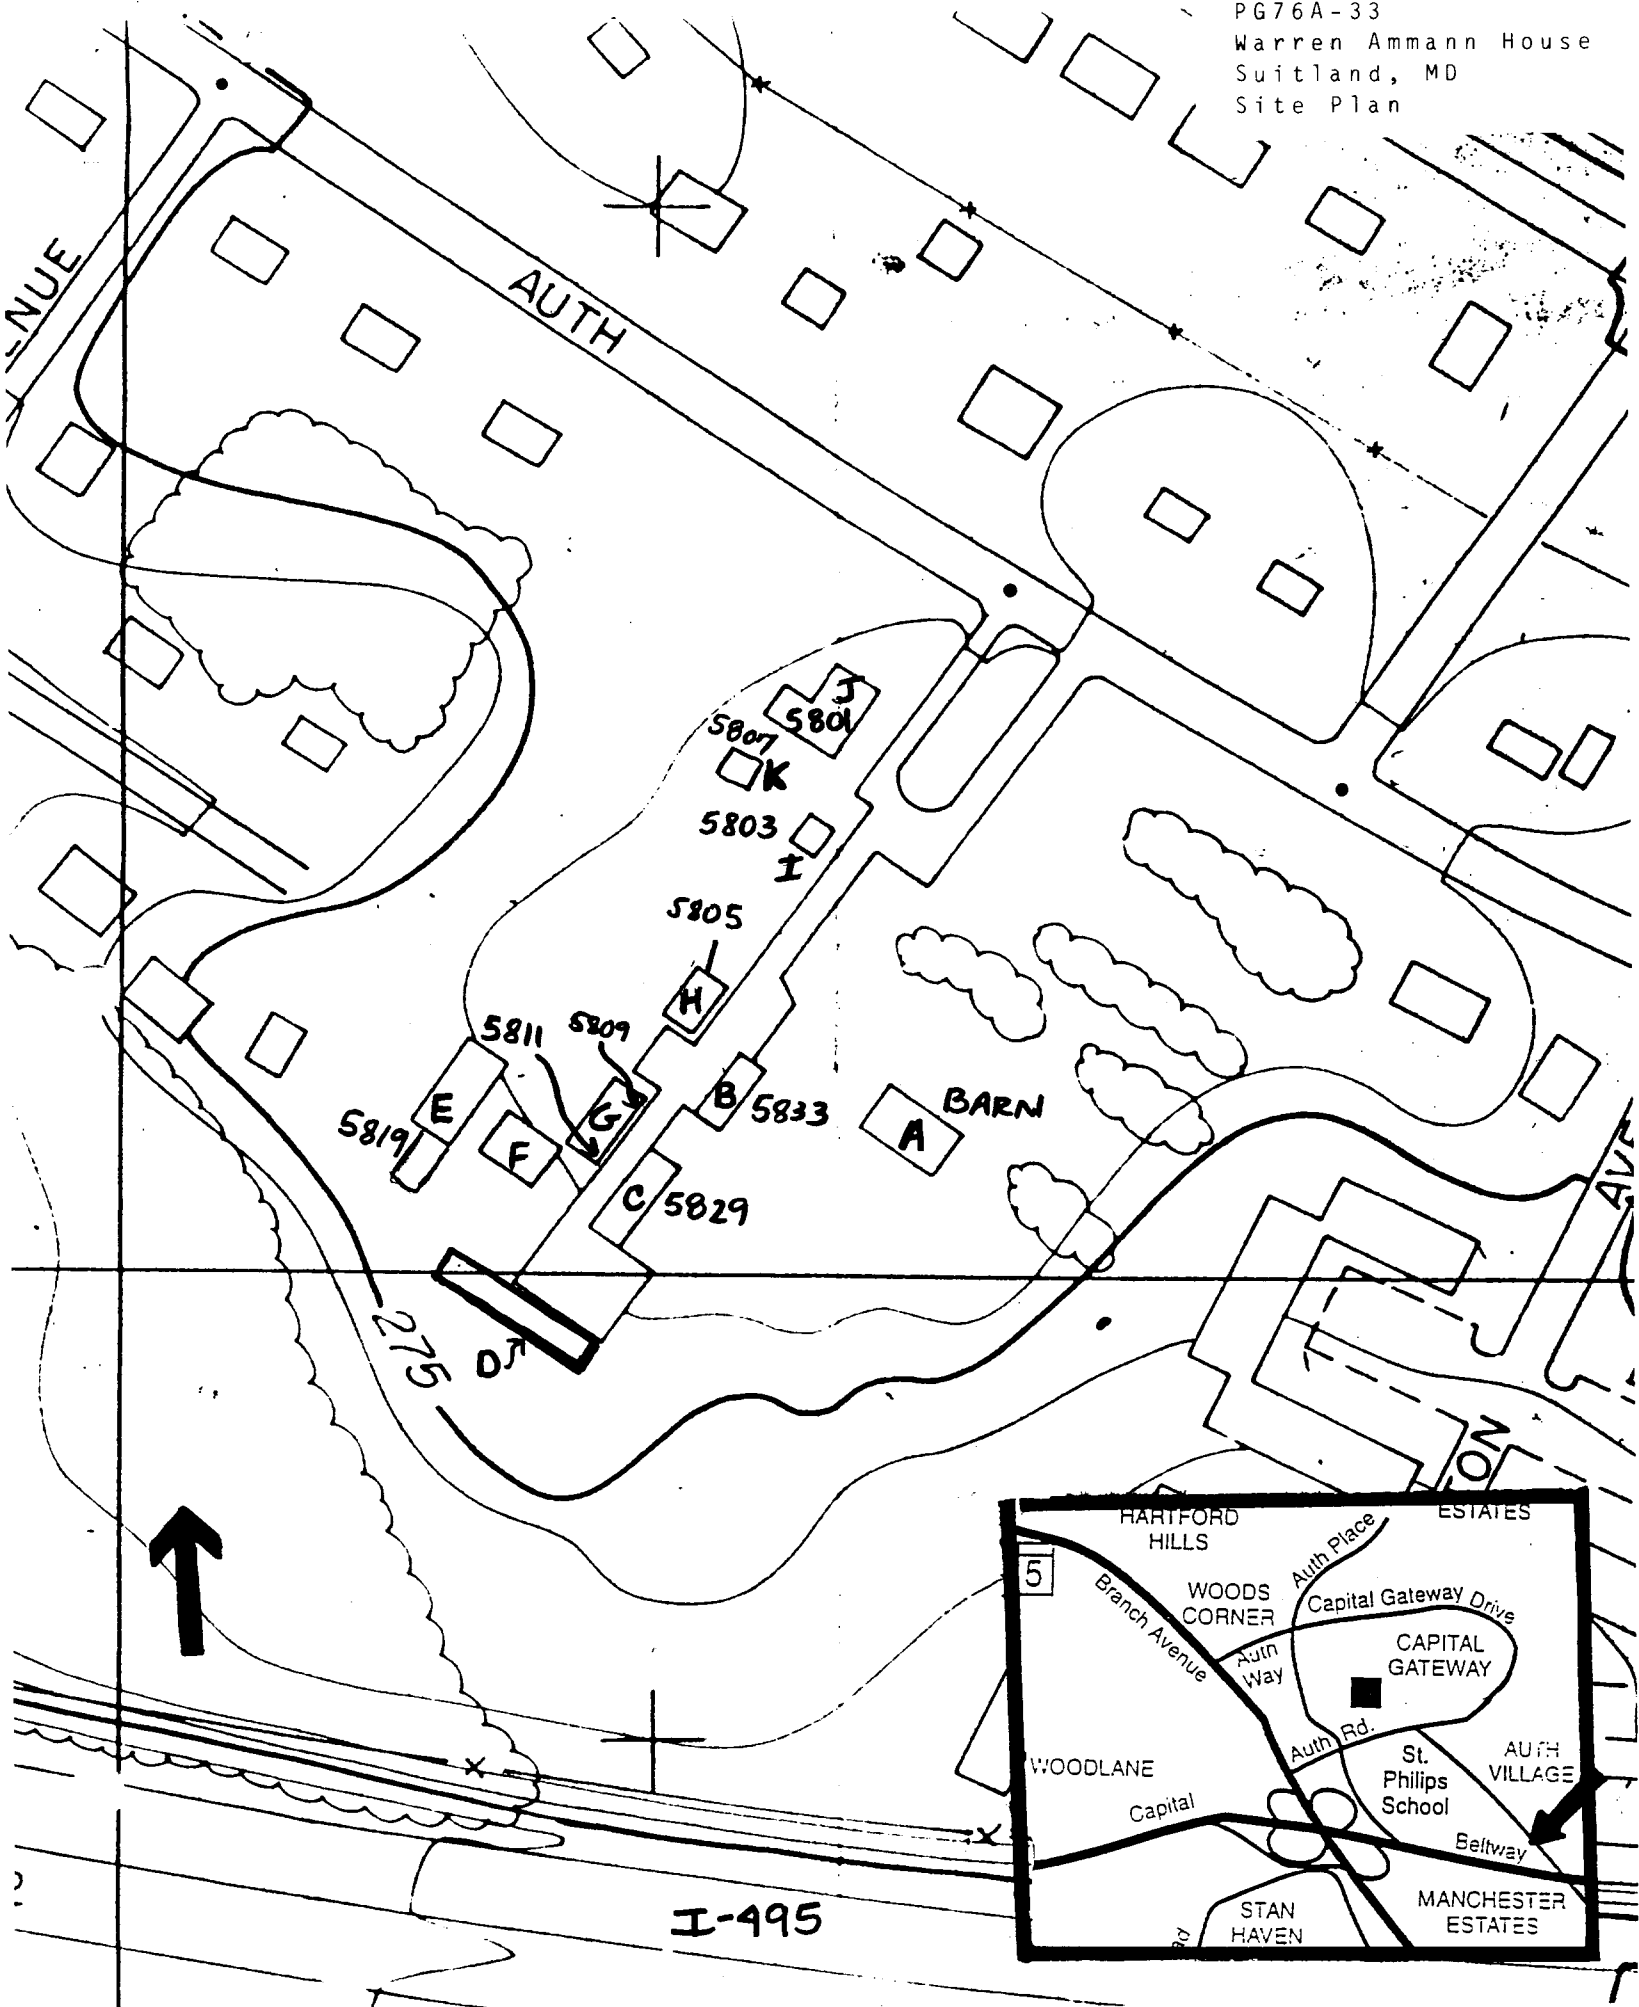 PG76A-33
Warren Ammann House
Suitland, MD
Site Plan
ENUE
AUTH
J
5801
5807
K
5803
I
5805
H
5811
5809
E
5819
F
G
B
5833
A
BARN
C
5829
D
275
AVE
ON
I-495
HARTFORD
HILLS
ESTATES
5
Branch Avenue
Auth Place
WOODS
CORNER
Capital Gateway Drive
Auth
Way
CAPITAL
GATEWAY
Auth Rd.
WOODLANE
St.
Philips
School
AUTH
VILLAGE
Capital
Beltway
STAN
HAVEN
MANCHESTER
ESTATES